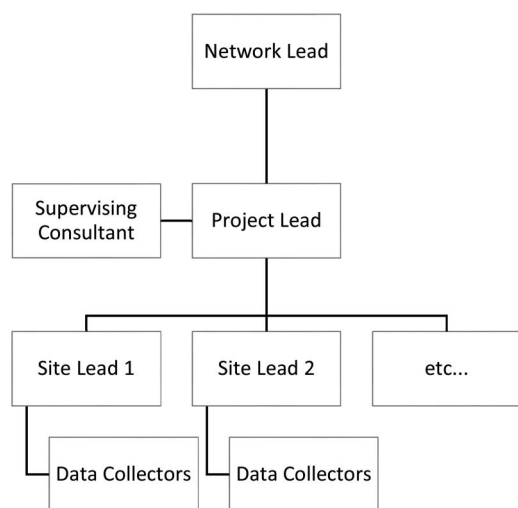 Network Lead
Supervising
Consultant
Project Lead
Site Lead 1
Site Lead 2
etc...
Data Collectors
Data Collectors